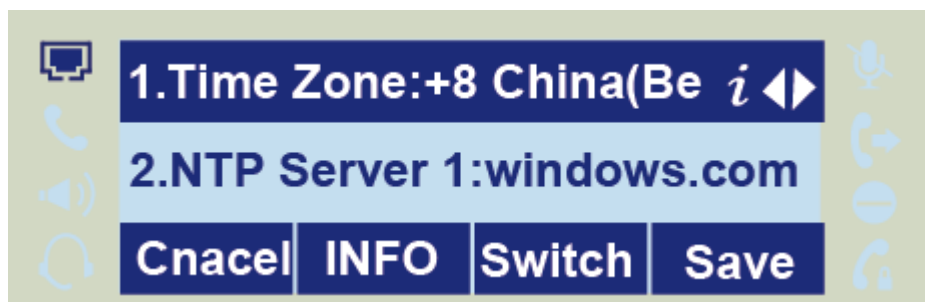 1.Time Zone:+8 China(Be i
2.NTP Server 1:windows.com
Cnacel INFO Switch Save